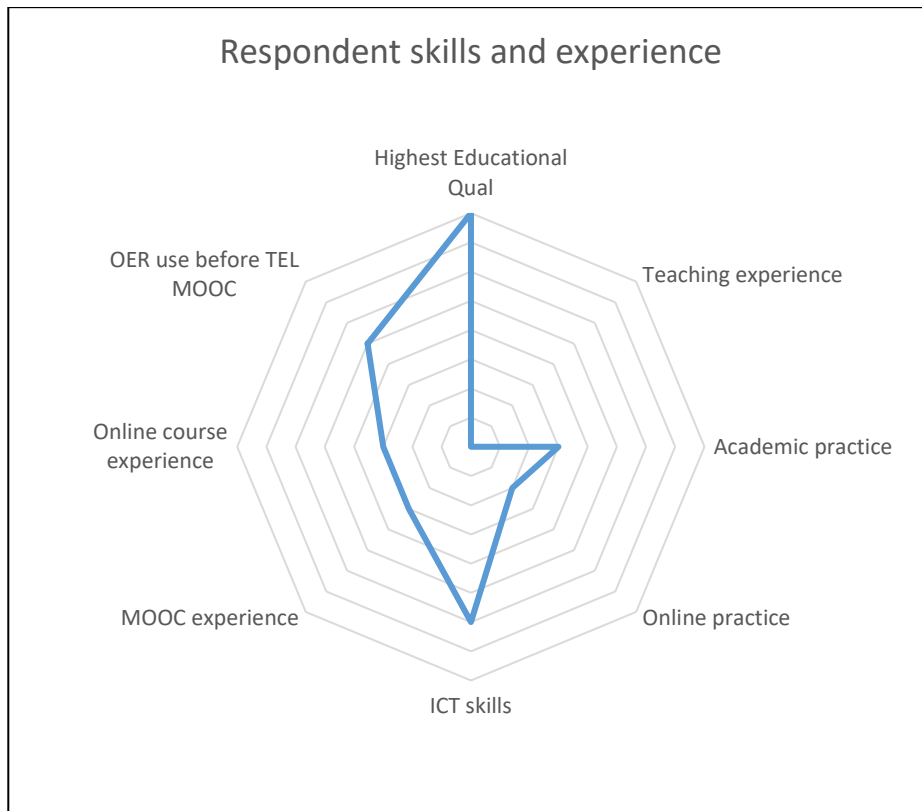 Respondent skills and experience
Highest Educational
Qual
Teaching experience
Academic practice
Online practice
ICT skills
MOOC experience
Online course
experience
OER use before TEL
MOOC